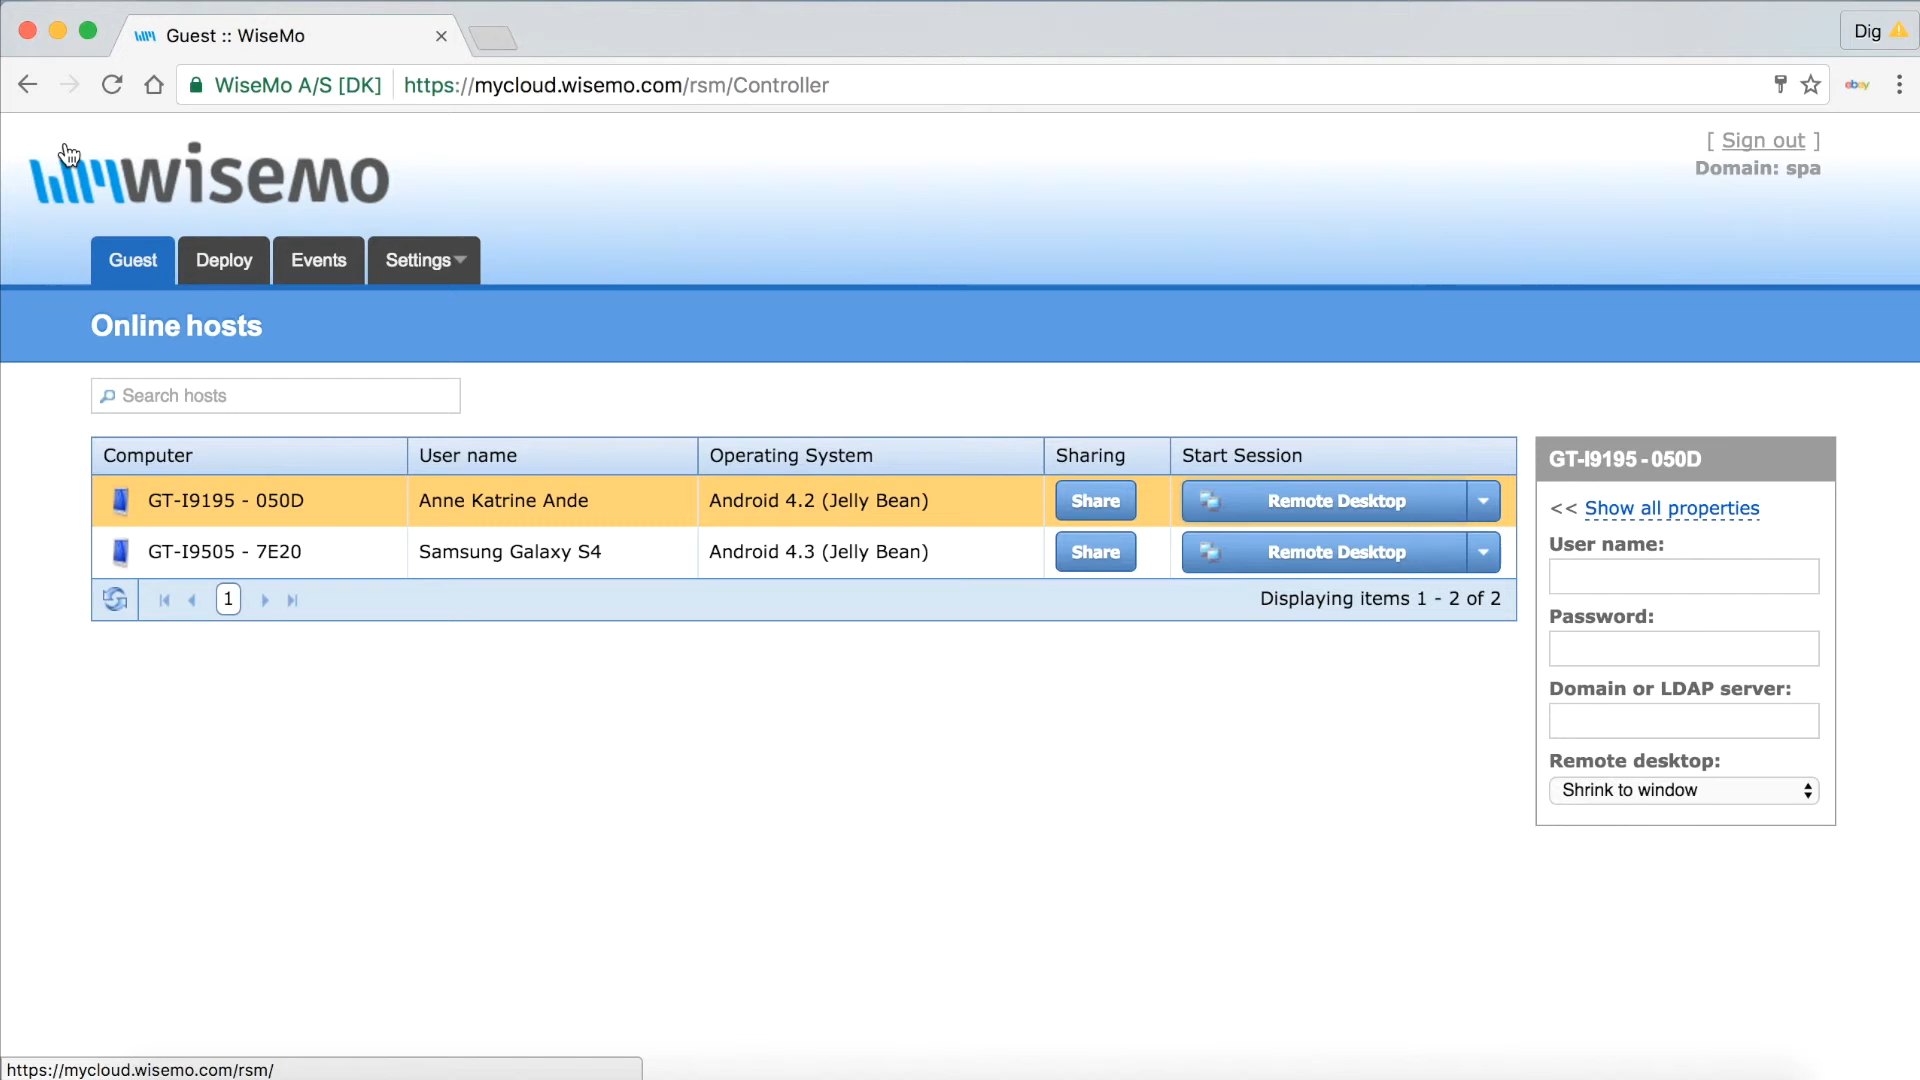 Guest :: WiseMo
Dig
WiseMo A/S [DK] https://mycloud.wisemo.com/rsm/Controller
ebay
[ Sign out ]
Domain: spa
wisemo
Guest Deploy Events Settings
Online hosts
Search hosts
Computer User name Operating System Sharing Start Session
GT-I9195 - 050D Anne Katrine Ande Android 4.2 (Jelly Bean) Share Remote Desktop
GT-I9505 - 7E20 Samsung Galaxy S4 Android 4.3 (Jelly Bean) Share Remote Desktop
1 Displaying items 1 - 2 of 2
GT-I9195 - 050D
<< Show all properties
User name:
Password:
Domain or LDAP server:
Remote desktop:
Shrink to window
https://mycloud.wisemo.com/rsm/